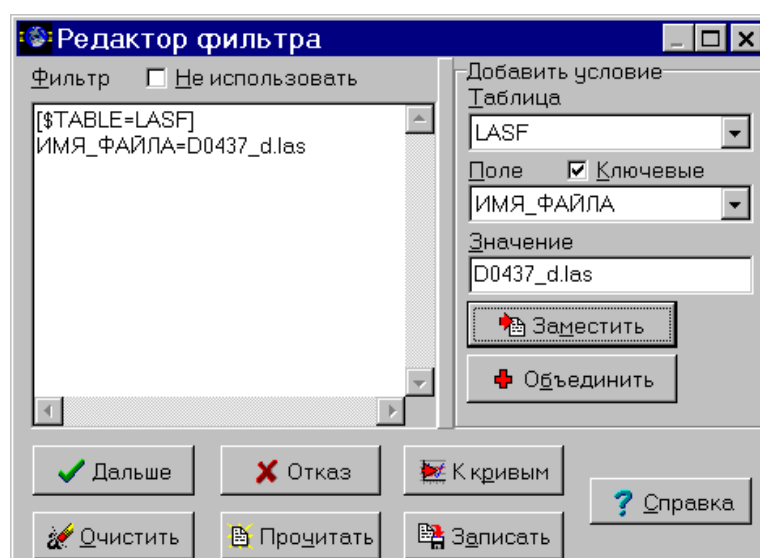 Редактор фильтра
Фильтр Не использовать
[$TABLE=LASF]
ИМЯ_ФАЙЛА=D0437_d.las
Добавить условие
Таблица
LASF
Поле Ключевые
ИМЯ_ФАЙЛА
Значение
D0437_d.las
Заместить
Объединить
Дальше Отказ К кривым
Справка
Очистить Прочитать Записать